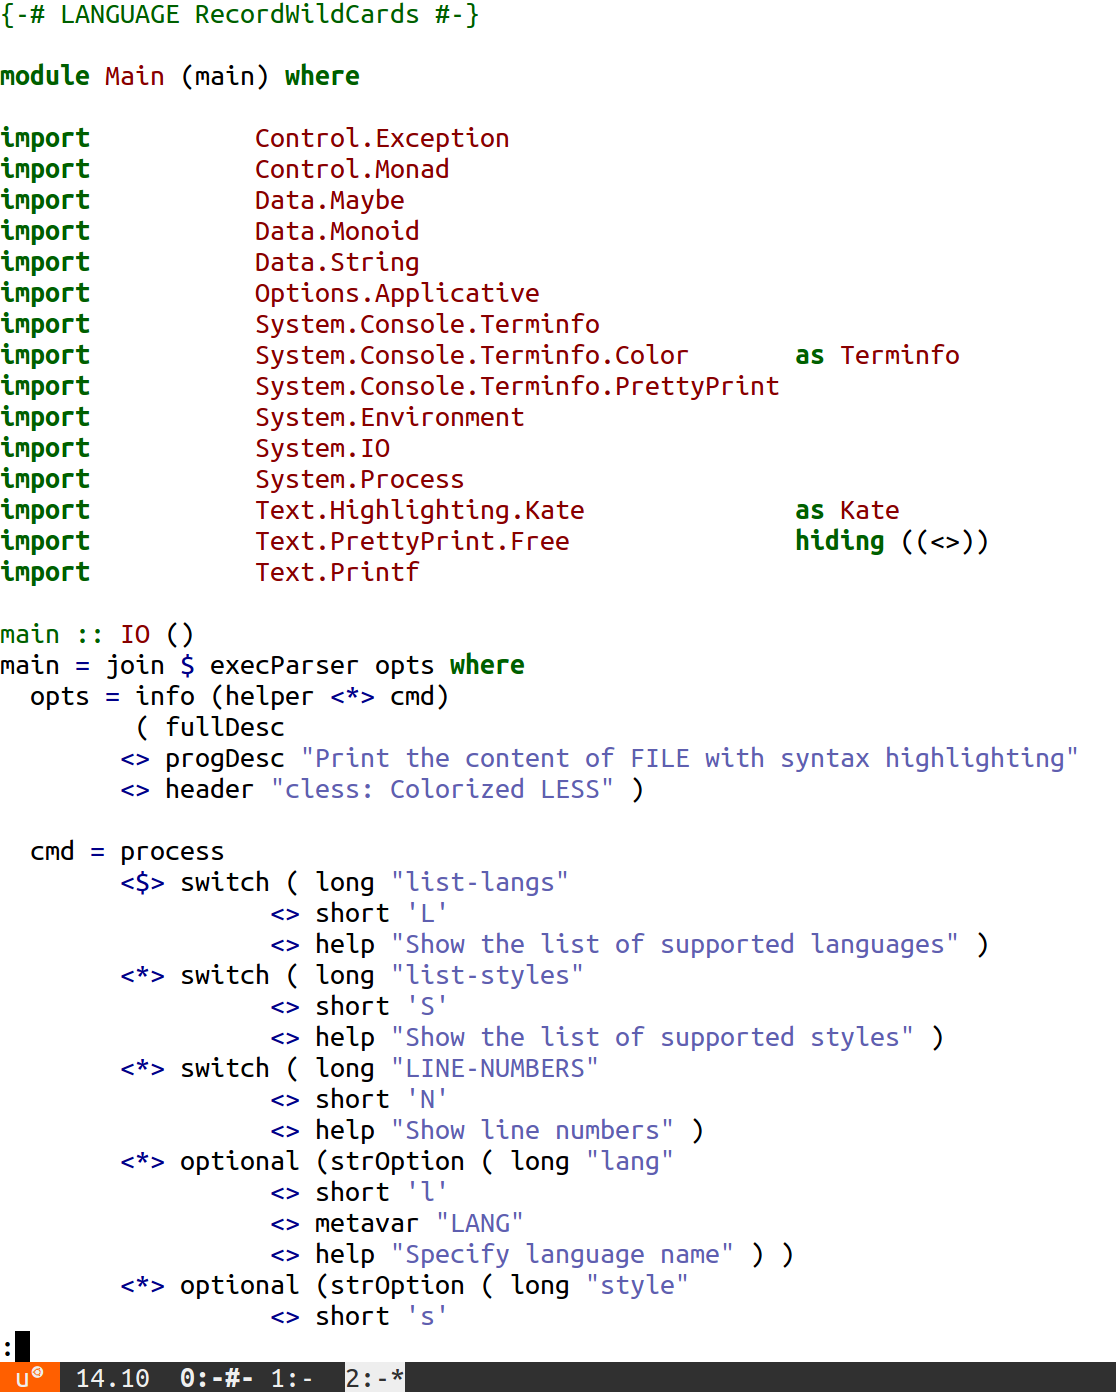 {-# LANGUAGE RecordWildCards #-}

module Main (main) where

import           Control.Exception
import           Control.Monad
import           Data.Maybe
import           Data.Monoid
import           Data.String
import           Options.Applicative
import           System.Console.Terminfo
import           System.Console.Terminfo.Color       as Terminfo
import           System.Console.Terminfo.PrettyPrint
import           System.Environment
import           System.IO
import           System.Process
import           Text.Highlighting.Kate              as Kate
import           Text.PrettyPrint.Free               hiding ((<>))
import           Text.Printf

main :: IO ()
main = join $ execParser opts where
  opts = info (helper <*> cmd)
         ( fullDesc
        <> progDesc "Print the content of FILE with syntax highlighting"
        <> header "cless: Colorized LESS" )

  cmd = process
        <$> switch ( long "list-langs"
                  <> short 'L'
                  <> help "Show the list of supported languages" )
        <*> switch ( long "list-styles"
                  <> short 'S'
                  <> help "Show the list of supported styles" )
        <*> switch ( long "LINE-NUMBERS"
                  <> short 'N'
                  <> help "Show line numbers" )
        <*> optional (strOption ( long "lang"
                  <> short 'l'
                  <> metavar "LANG"
                  <> help "Specify language name" ) )
        <*> optional (strOption ( long "style"
                  <> short 's'
:
u 14.10  0:-#- 1:-  2:-*